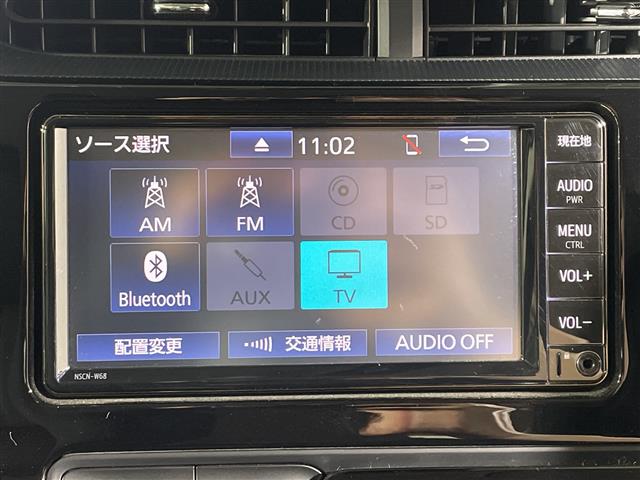 ソース選択 11:02
AM FM CD SD
Bluetooth AUX TV
配置変更 交通情報 AUDIO OFF
NSCN-W68
現在地
AUDIO
PWR
MENU
CTRL
VOL+
VOL−